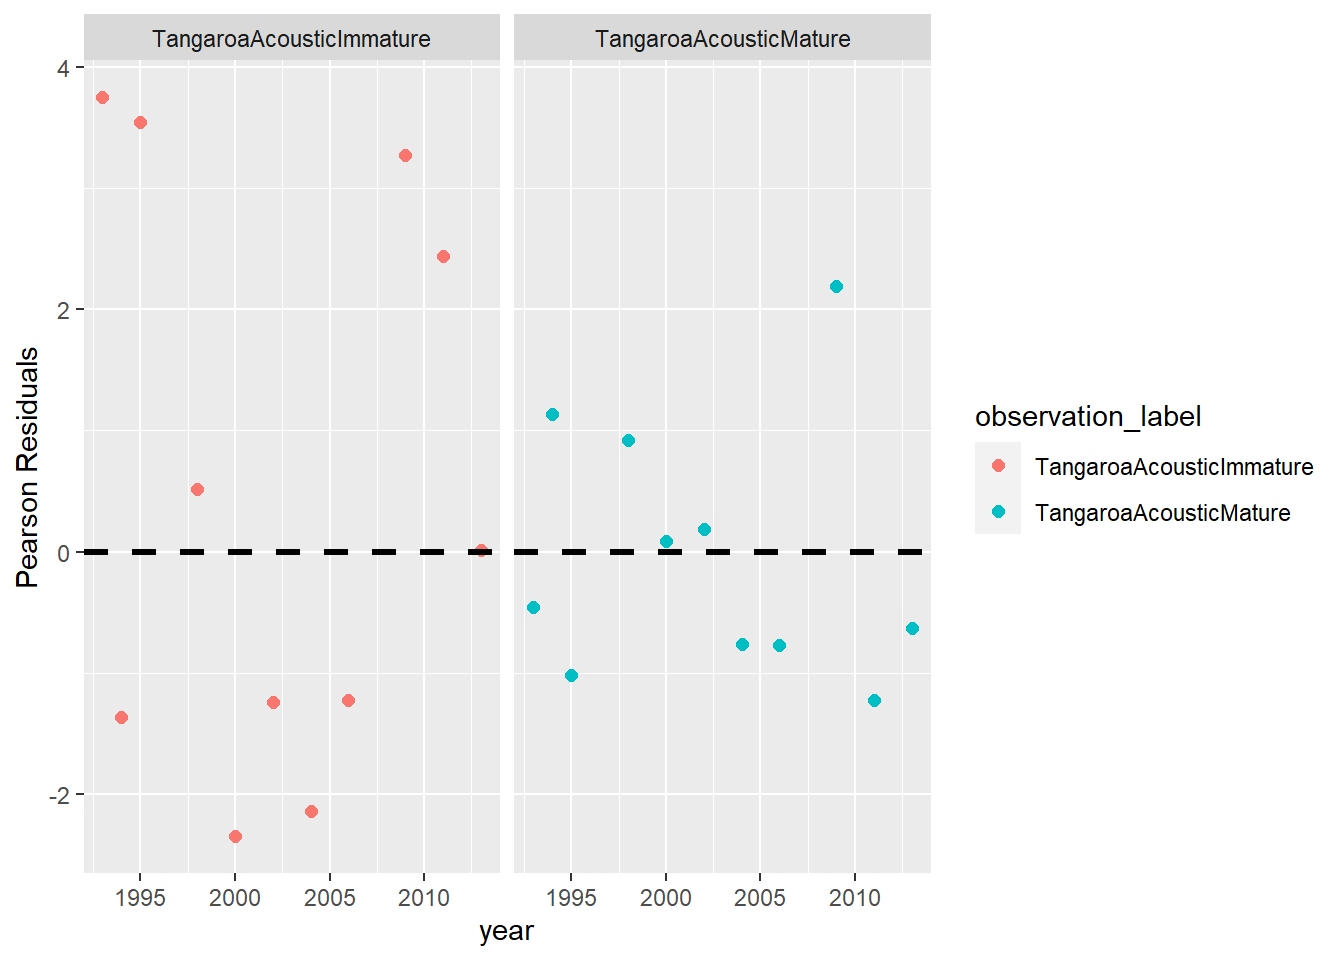 TangaroaAcousticImmature
TangaroaAcousticMature
4
2
0
-2
Pearson Residuals
1995 2000 2005 2010
1995 2000 2005 2010
year
observation_label
TangaroaAcousticImmature
TangaroaAcousticMature